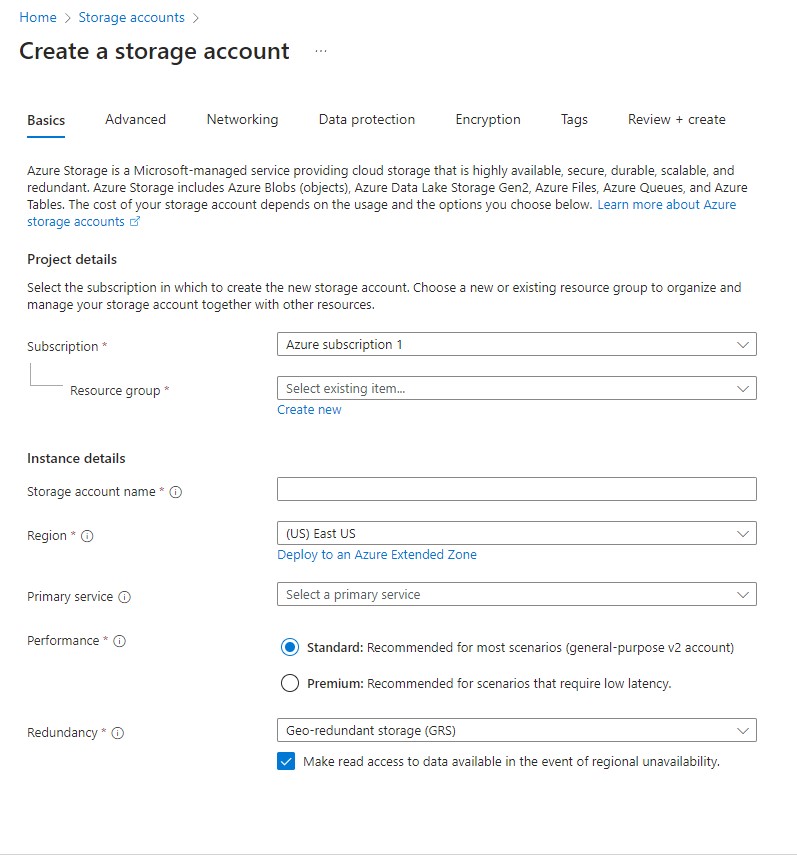 Home > Storage accounts >
Create a storage account ...
Basics Advanced Networking Data protection Encryption Tags Review + create
Azure Storage is a Microsoft-managed service providing cloud storage that is highly available, secure, durable, scalable, and
redundant. Azure Storage includes Azure Blobs (objects), Azure Data Lake Storage Gen2, Azure Files, Azure Queues, and Azure
Tables. The cost of your storage account depends on the usage and the options you choose below. Learn more about Azure
storage accounts
Project details
Select the subscription in which to create the new storage account. Choose a new or existing resource group to organize and
manage your storage account together with other resources.
Subscription * Azure subscription 1
Resource group * Select existing item...
Create new
Instance details
Storage account name *
Region * (US) East US
Deploy to an Azure Extended Zone
Primary service Select a primary service
Performance * Standard: Recommended for most scenarios (general-purpose v2 account)
Premium: Recommended for scenarios that require low latency.
Redundancy * Geo-redundant storage (GRS)
Make read access to data available in the event of regional unavailability.